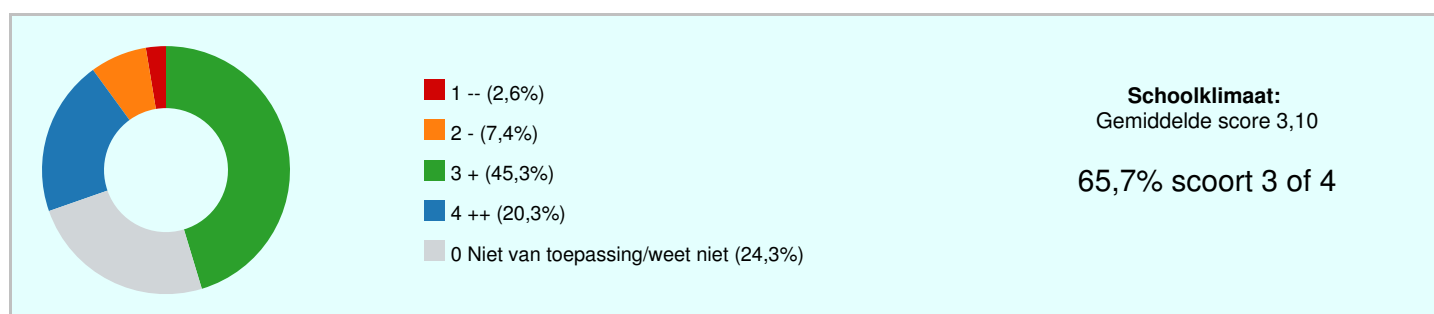 1 -- (2,6%)
2 - (7,4%)
3 + (45,3%)
4 ++ (20,3%)
0 Niet van toepassing/weet niet (24,3%)
Schoolklimaat:
Gemiddelde score 3,10
65,7% scoort 3 of 4